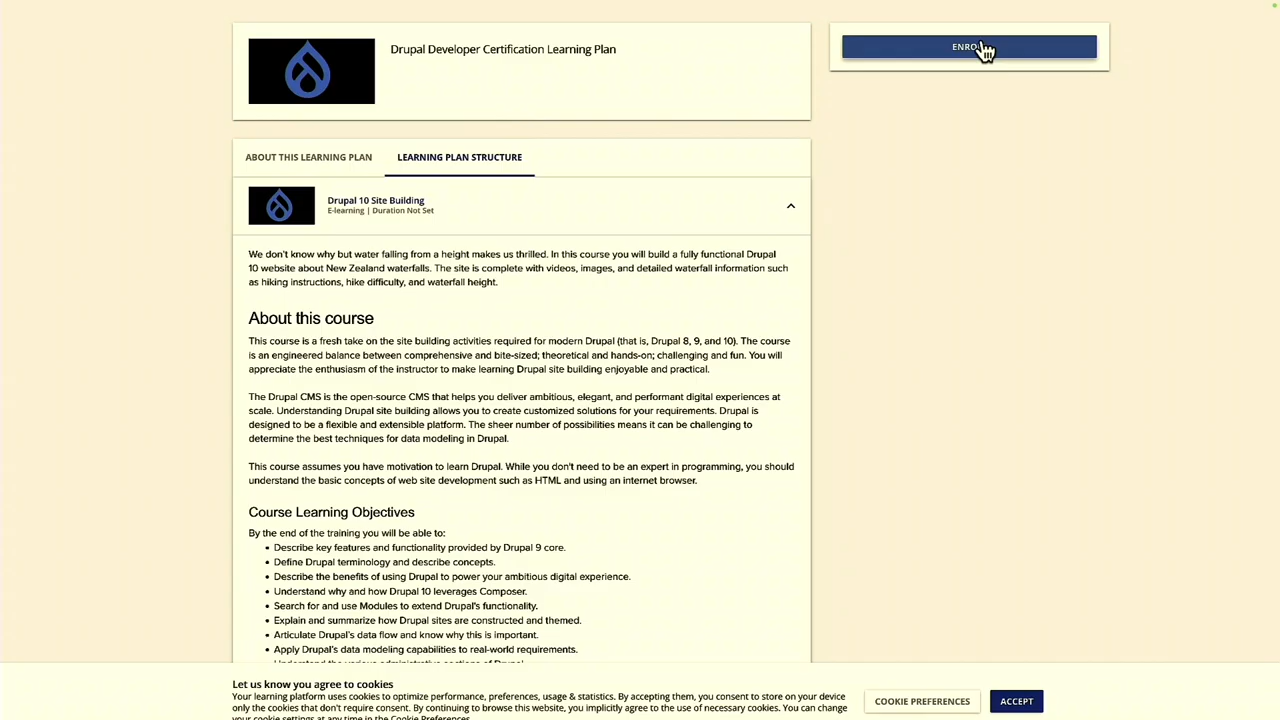 Drupal Developer Certification Learning Plan
ABOUT THIS LEARNING PLAN
LEARNING PLAN STRUCTURE
Drupal 10 Site Building
E-learning | Duration Not Set
We don't know why but water falling from a height makes us thrilled. In this course you will build a fully functional Drupal
10 website about New Zealand waterfalls. The site is complete with videos, images, and detailed waterfall information such
as hiking instructions, hike difficulty, and waterfall height.
About this course
This course is a fresh take on the site building activities required for modern Drupal (that is, Drupal 8, 9, and 10). The course
is an engineered balance between comprehensive and bite-sized; theoretical and hands-on; challenging and fun. You will
appreciate the enthusiasm of the instructor to make learning Drupal site building enjoyable and practical.
The Drupal CMS is the open-source CMS that helps you deliver ambitious, elegant, and performant digital experiences at
scale. Understanding Drupal site building allows you to create customized solutions for your requirements. Drupal is
designed to be a flexible and extensible platform. The sheer number of possibilities means it can be challenging to
determine the best techniques for data modeling in Drupal.
This course assumes you have motivation to learn Drupal. While you don't need to be an expert in programming, you should
understand the basic concepts of web site development such as HTML and using an internet browser.
Course Learning Objectives
By the end of the training you will be able to:
• Describe key features and functionality provided by Drupal 9 core.
• Define Drupal terminology and describe concepts.
• Describe the benefits of using Drupal to power your ambitious digital experience.
• Understand why and how Drupal 10 leverages Composer.
• Search for and use Modules to extend Drupal's functionality.
• Explain and summarize how Drupal sites are constructed and themed.
• Articulate Drupal's data flow and know why this is important.
• Apply Drupal's data modeling capabilities to real-world requirements.
Let us know you agree to cookies
Your learning platform uses cookies to optimize performance, preferences, usage & statistics. By accepting them, you consent to store on your device
only the cookies that don't require consent. By continuing to browse this website, you implicitly agree to the use of necessary cookies. You can change
your cookie settings at any time in the Cookie Preferences.
COOKIE PREFERENCES
ACCEPT